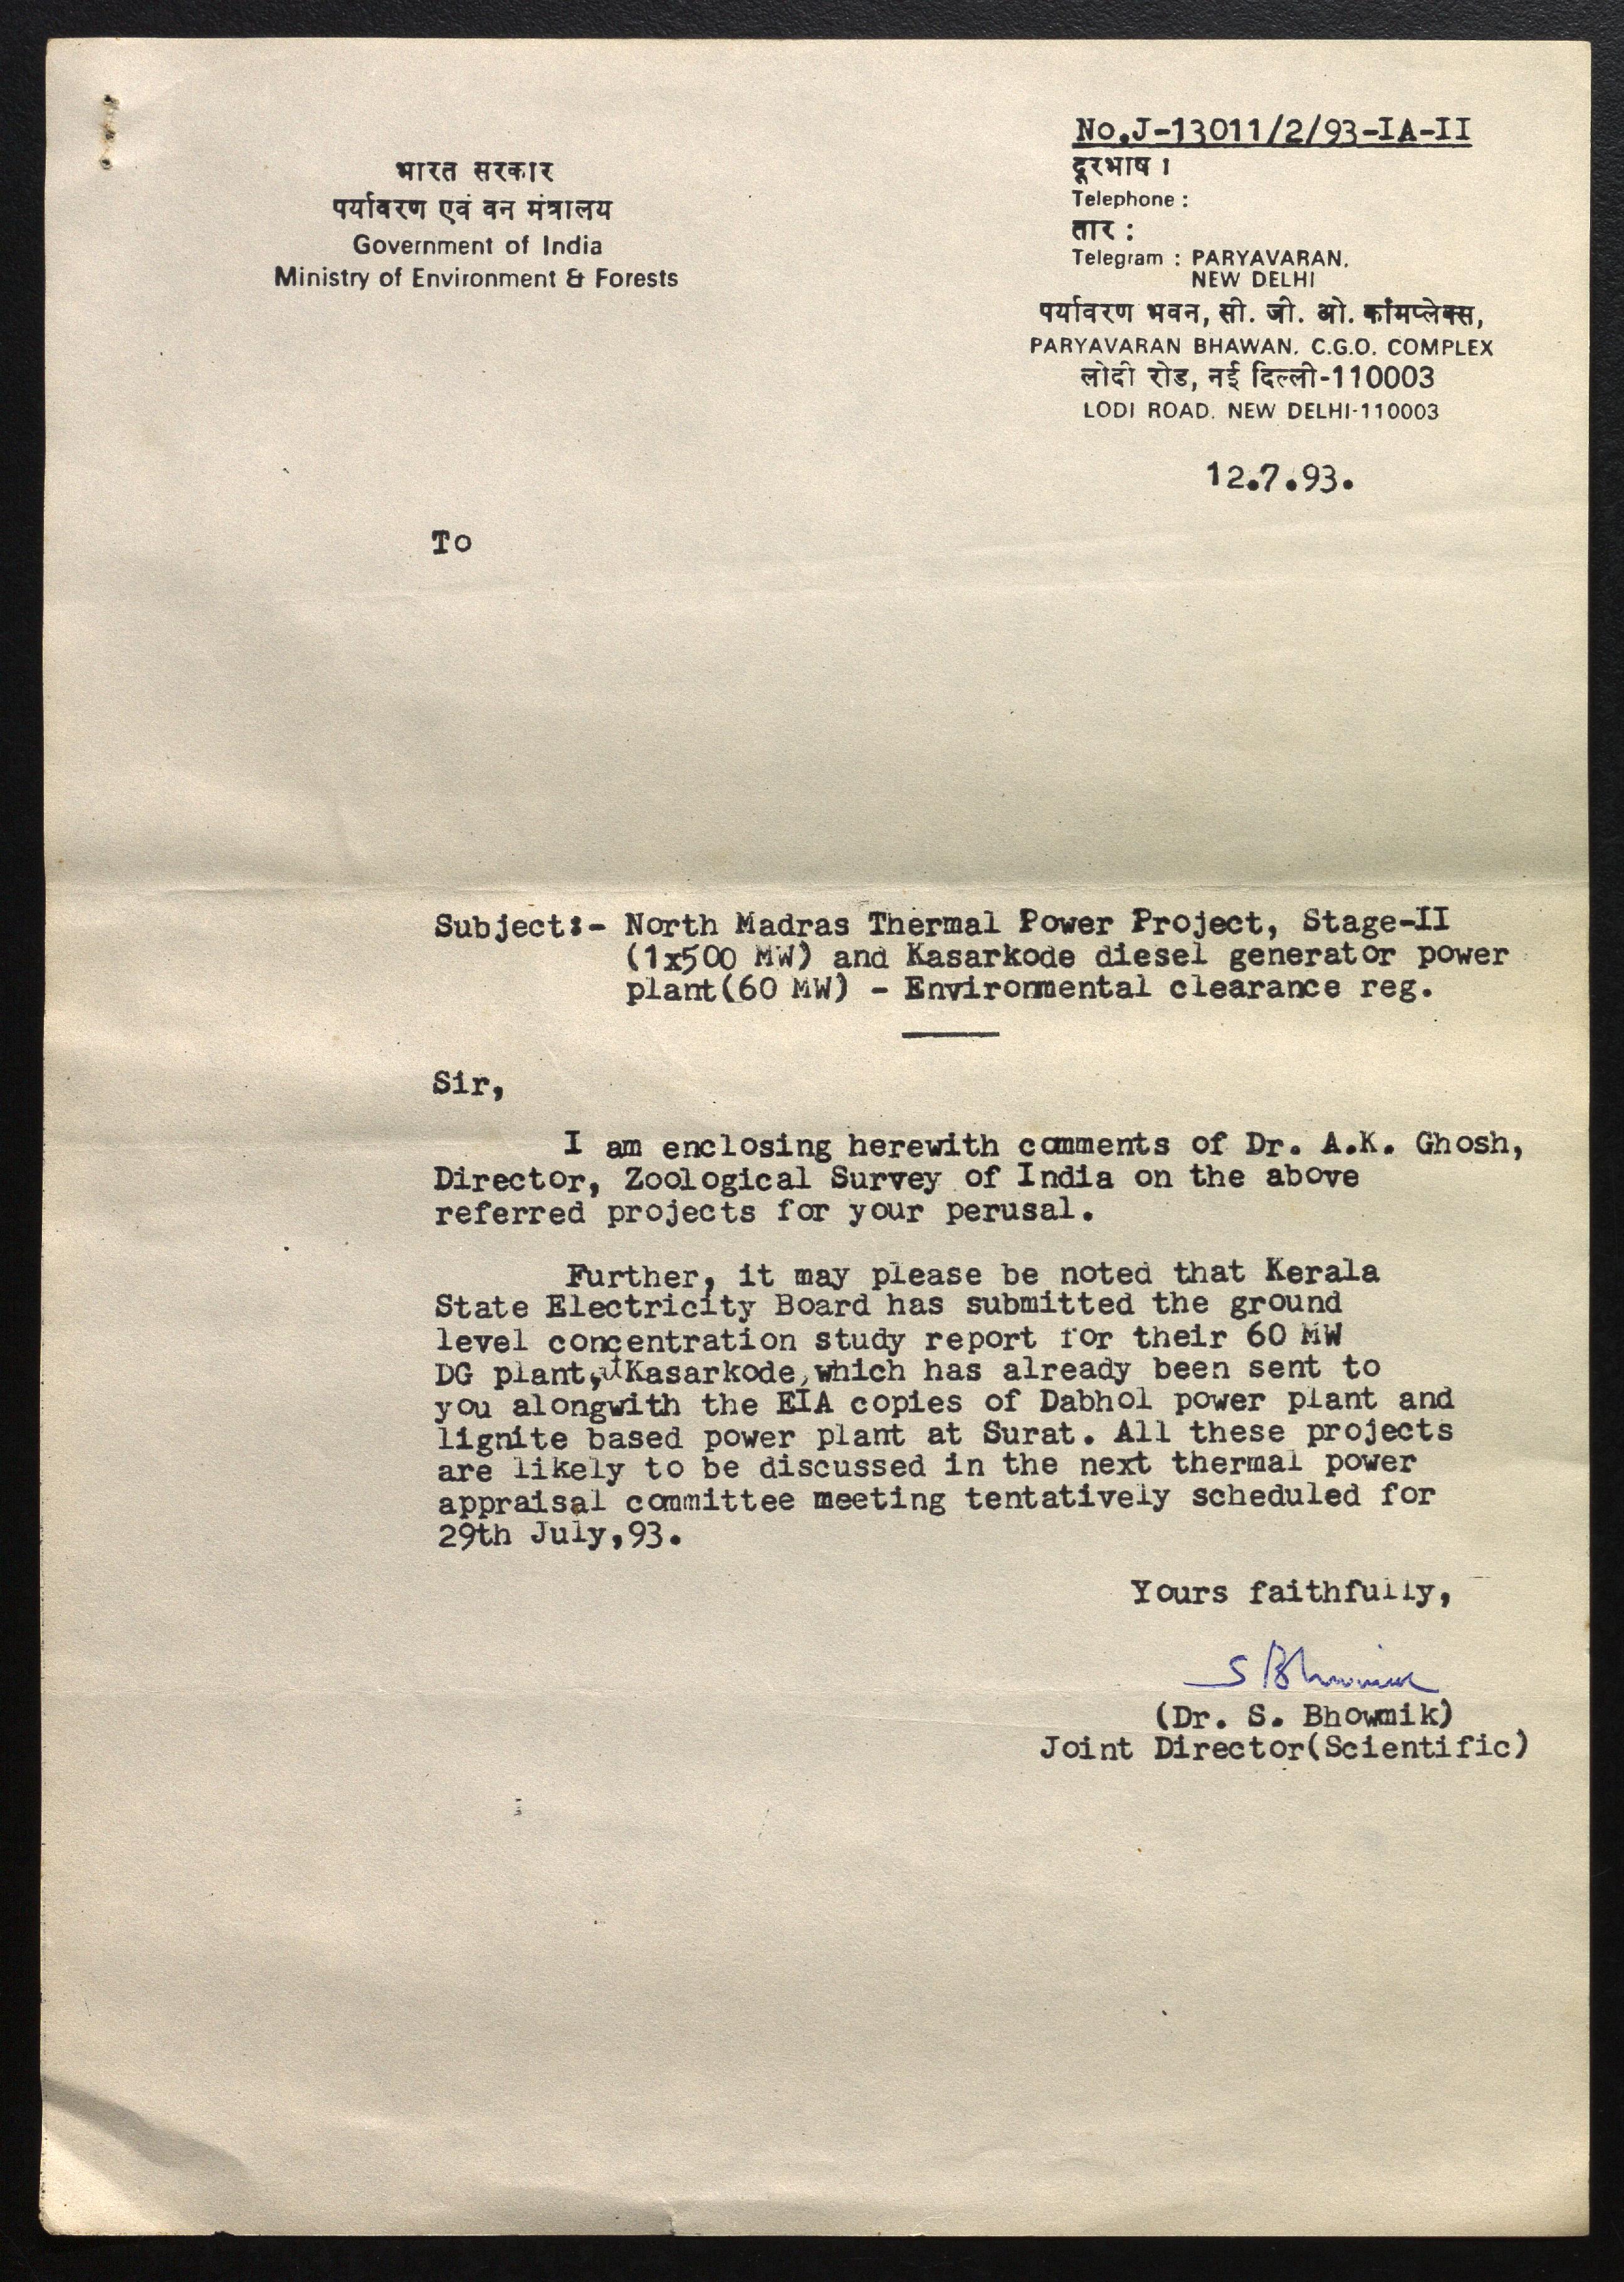 No.J-13011/2/93-IA-II
भारत सरकार
पर्यावरण एवं वन मंत्रालय
Government of India
Ministry of Environment & Forests
दूरभाष ।
Telephone :
तार :
Telegram : PARYAVARAN.
NEW DELHI
पर्यावरण भवन, सी. जी. ओ. कांमप्लेक्स,
PARYAVARAN BHAWAN. C.G.O. COMPLEX
लोदी रोड, नई दिल्ली-110003
LODI ROAD. NEW DELHI-110003
12.7.93.
To
Subject:- North Madras Thermal Power Project, Stage-II
(1x500 MW) and Kasarkode diesel generator power
plant(60 MW) - Environmental clearance reg.
Sir,
I am enclosing herewith comments of Dr. A.K. Ghosh,
Director, Zoological Survey of India on the above
referred projects for your perusal.
Further, it may please be noted that Kerala
State Electricity Board has submitted the ground
level concentration study report for their 60 MW
DG plant, Kasarkode, which has already been sent to
you alongwith the EIA copies of Dabhol power plant and
lignite based power plant at Surat. All these projects
are likely to be discussed in the next thermal power
appraisal committee meeting tentatively scheduled for
29th July,93.
Yours faithfully,
S Bhowmik
(Dr. S. Bhowmik)
Joint Director(Scientific)